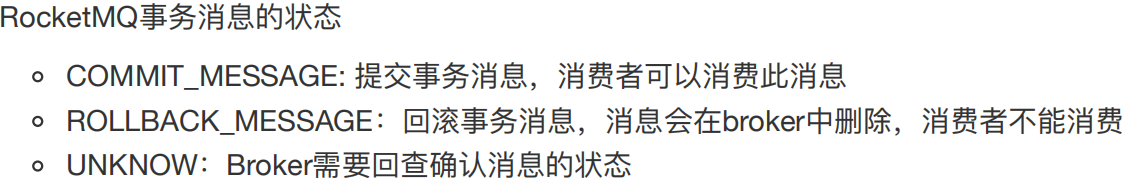 RocketMQ事务消息的状态
COMMIT_MESSAGE: 提交事务消息，消费者可以消费此消息
ROLLBACK_MESSAGE：回滚事务消息，消息会在broker中删除，消费者不能消费
UNKNOW：Broker需要回查确认消息的状态